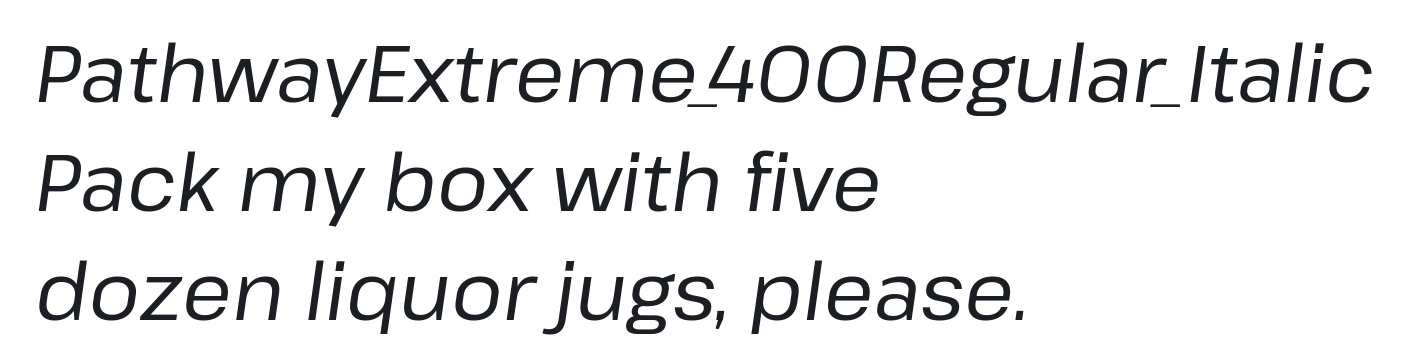 PathwayExtreme_400Regular_Italic
Pack my box with five
dozen liquor jugs, please.